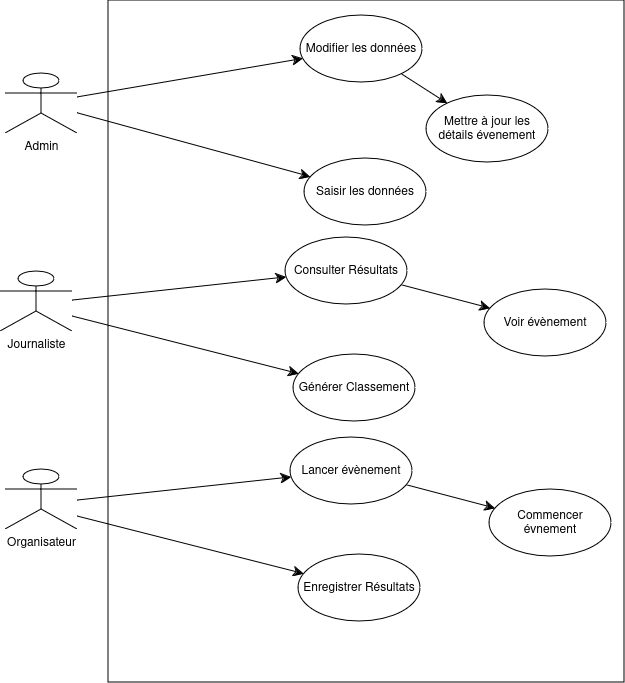 Modifier les données
Mettre à jour les
détails évenement
Admin
Saisir les données
Consulter Résultats
Voir évènement
Journaliste
Générer Classement
Lancer évènement
Commencer
évnement
Organisateur
Enregistrer Résultats